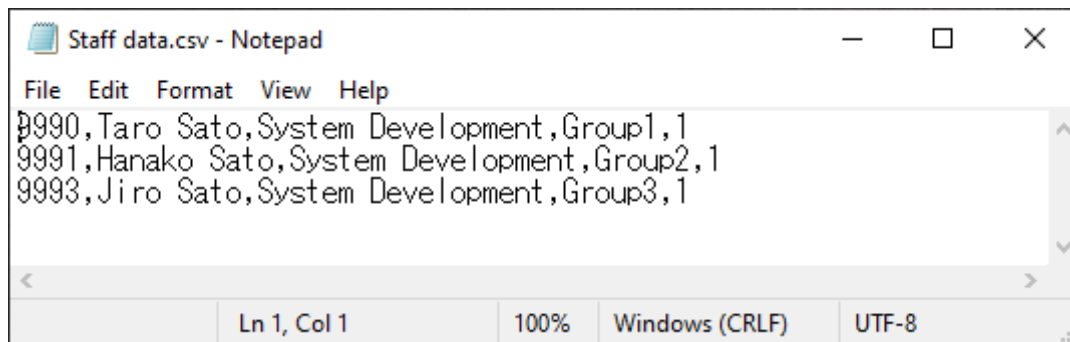 Staff data.csv - Notepad
File Edit Format View Help
9990,Taro Sato,System Development,Group1,1
9991,Hanako Sato,System Development,Group2,1
9993,Jiro Sato,System Development,Group3,1
Ln 1, Col 1 100% Windows (CRLF) UTF-8